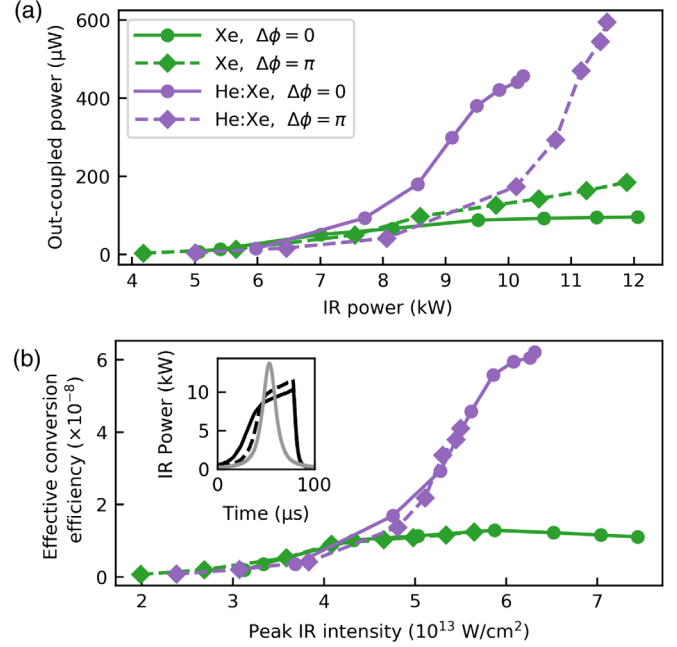 (a)
600
400
200
0
Out-coupled power (μW)
Xe, Δϕ = 0
Xe, Δϕ = π
He:Xe, Δϕ = 0
He:Xe, Δϕ = π
4 5 6 7 8 9 10 11 12
IR power (kW)
(b)
6
4
2
0
Effective conversion
efficiency (×10⁻⁸)
IR Power (kW)
10
5
0
0 100
Time (μs)
2 3 4 5 6 7
Peak IR intensity (10¹³ W/cm²)